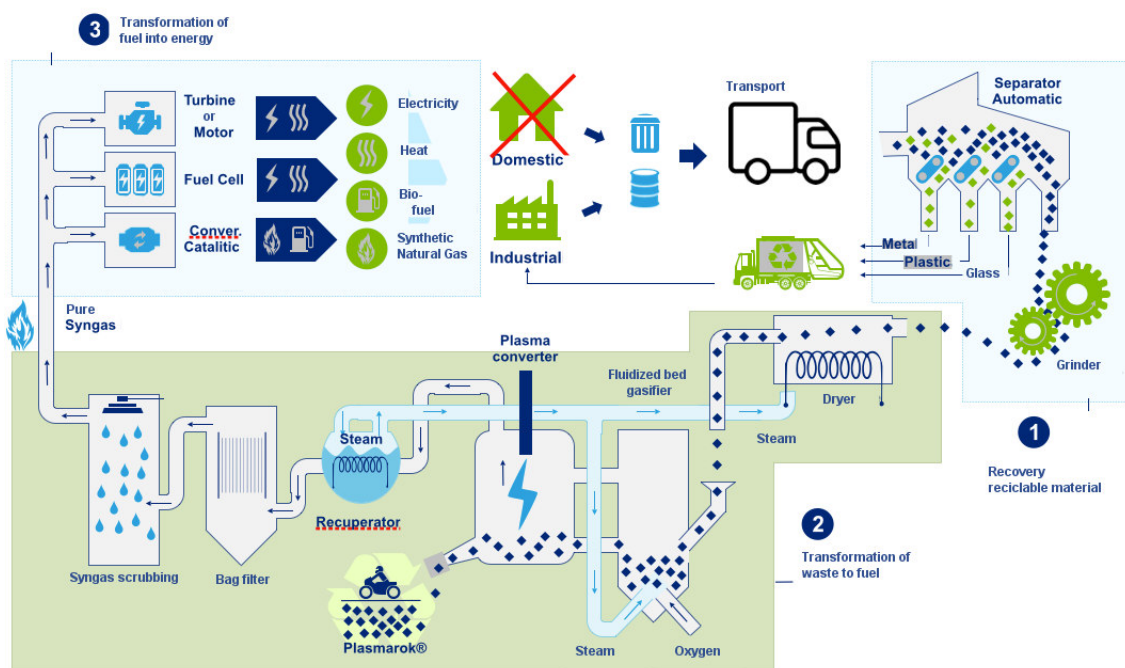 3
Transformation of
fuel into energy
Turbine
or
Motor
Fuel Cell
Conver.
Catalitic
Electricity
Heat
Bio-
fuel
Synthetic
Natural Gas
Domestic
Industrial
Transport
Separator
Automatic
Metal
Plastic
Glass
Grinder
1
Recovery
reciclable material
Pure
Syngas
Plasma
converter
Fluidized bed
gasifier
Dryer
Steam
Steam
Recuperator
2
Transformation of
waste to fuel
Syngas scrubbing
Bag filter
Plasmarok®
Steam
Oxygen